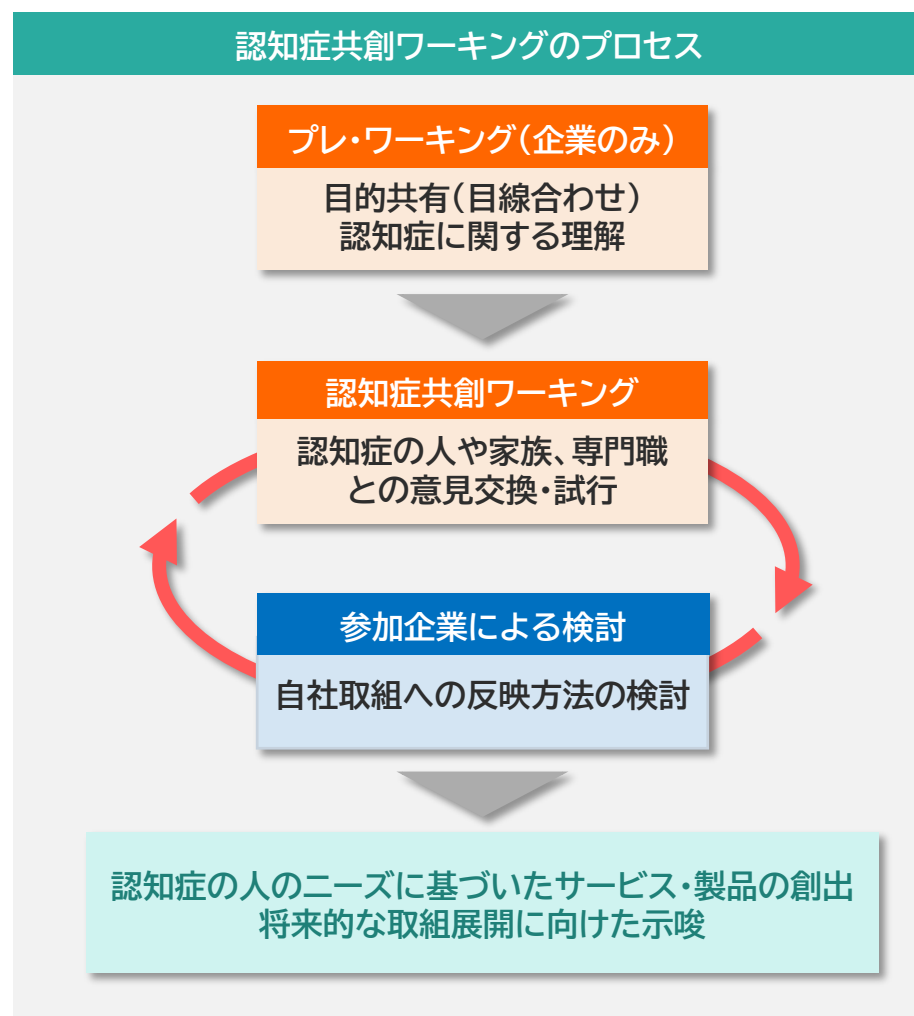 認知症共創ワーキングのプロセス
プレ・ワーキング（企業のみ）
目的共有（目線合わせ）
認知症に関する理解
認知症共創ワーキング
認知症の人や家族、専門職
との意見交換・試行
参加企業による検討
自社取組への反映方法の検討
認知症の人のニーズに基づいたサービス・製品の創出
将来的な取組展開に向けた示唆